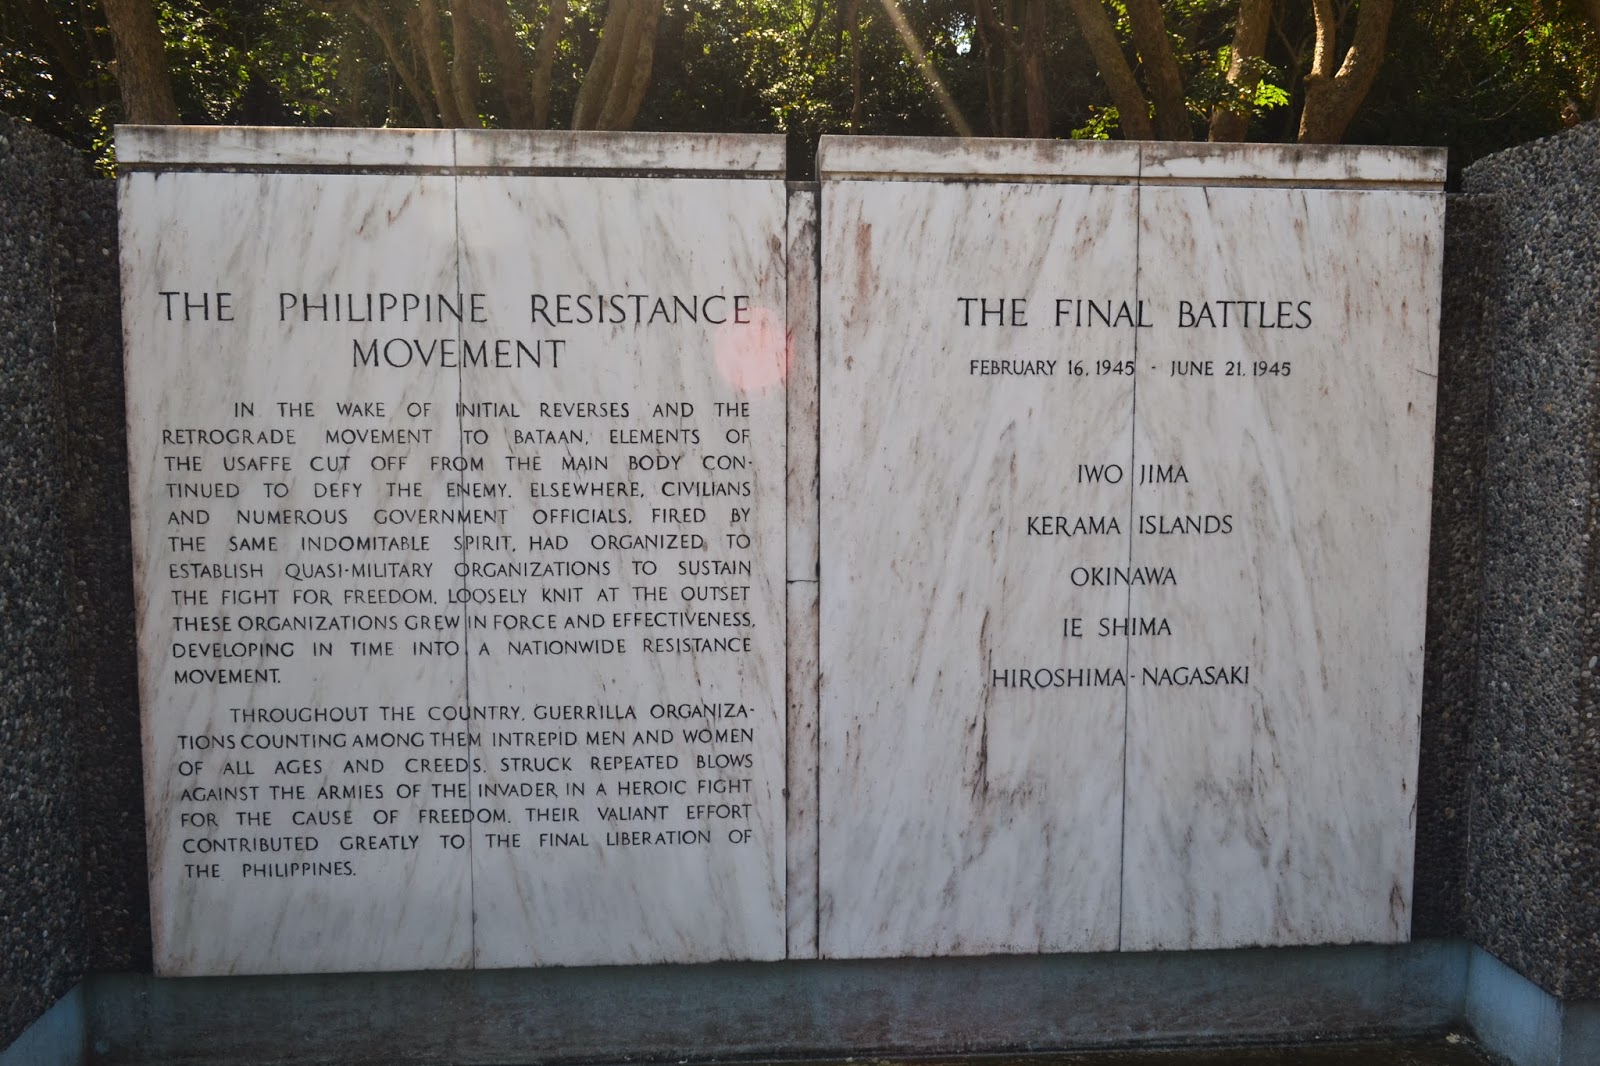 THE PHILIPPINE RESISTANCE
MOVEMENT
IN THE WAKE OF INITIAL REVERSES AND THE
RETROGRADE MOVEMENT TO BATAAN, ELEMENTS OF
THE USAFFE CUT OFF FROM THE MAIN BODY CON-
TINUED TO DEFY THE ENEMY. ELSEWHERE, CIVILIANS
AND NUMEROUS GOVERNMENT OFFICIALS, FIRED BY
THE SAME INDOMITABLE SPIRIT, HAD ORGANIZED TO
ESTABLISH QUASI-MILITARY ORGANIZATIONS TO SUSTAIN
THE FIGHT FOR FREEDOM. LOOSELY KNIT AT THE OUTSET
THESE ORGANIZATIONS GREW IN FORCE AND EFFECTIVENESS,
DEVELOPING IN TIME INTO A NATIONWIDE RESISTANCE
MOVEMENT.
THROUGHOUT THE COUNTRY, GUERRILLA ORGANIZA-
TIONS COUNTING AMONG THEM INTREPID MEN AND WOMEN
OF ALL AGES AND CREEDS, STRUCK REPEATED BLOWS
AGAINST THE ARMIES OF THE INVADER IN A HEROIC FIGHT
FOR THE CAUSE OF FREEDOM. THEIR VALIANT EFFORT
CONTRIBUTED GREATLY TO THE FINAL LIBERATION OF
THE PHILIPPINES.
THE FINAL BATTLES
FEBRUARY 16, 1945 - JUNE 21, 1945
IWO JIMA
KERAMA ISLANDS
OKINAWA
IE SHIMA
HIROSHIMA-NAGASAKI